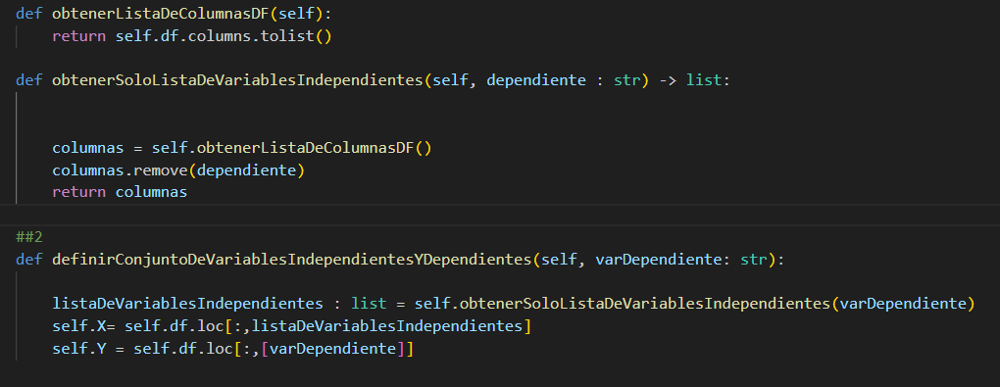 def obtenerListaDeColumnasDF(self):
    return self.df.columns.tolist()
def obtenerSoloListaDeVariablesIndependientes(self, dependiente : str) -> list:
    columnas = self.obtenerListaDeColumnasDF()
    columnas.remove(dependiente)
    return columnas
##2
def definirConjuntoDeVariablesIndependientesYDependientes(self, varDependiente: str):
    listaDeVariablesIndependientes : list = self.obtenerSoloListaDeVariablesIndependientes(varDependiente)
    self.X= self.df.loc[:,listaDeVariablesIndependientes]
    self.Y = self.df.loc[:,[varDependiente]]